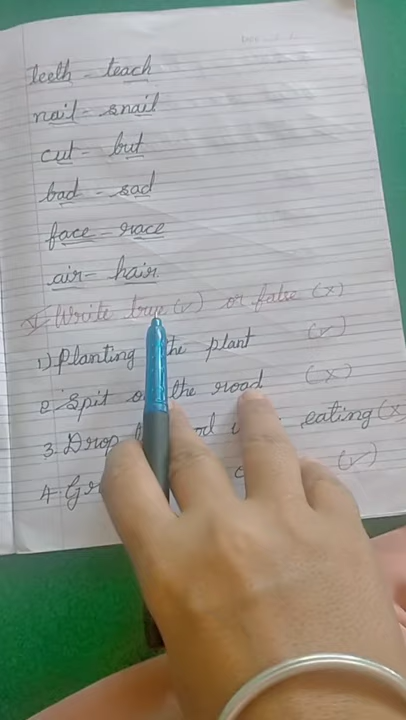 teeth - teach
nail - snail
cut - but
bad - sad
face - race
air - hair
V. Write true (✓) or false (x)
1) Planting the plant (✓)
2. Spit on the road (x)
3. Drop eating (x)
4. (✓)